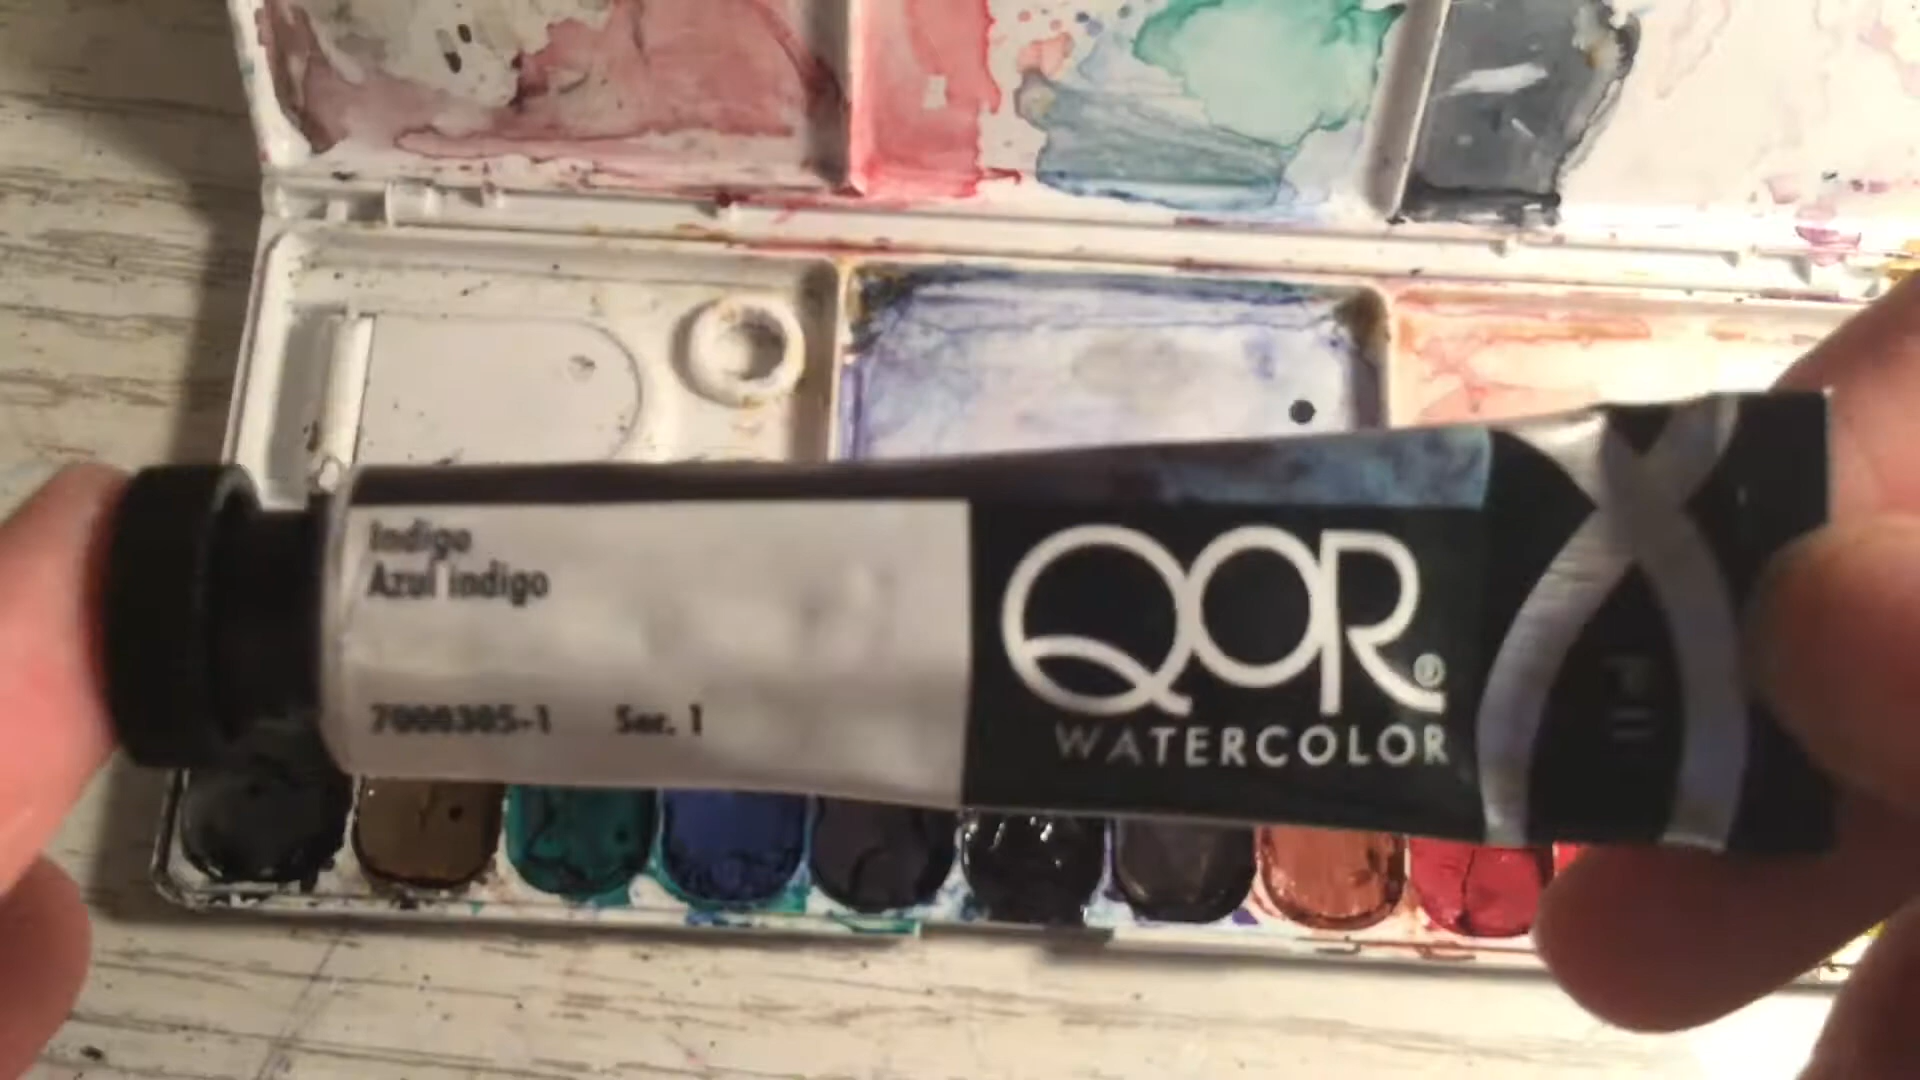 Indigo
Azul indigo
7000305-1 Ser. 1
QOR®
WATERCOLOR